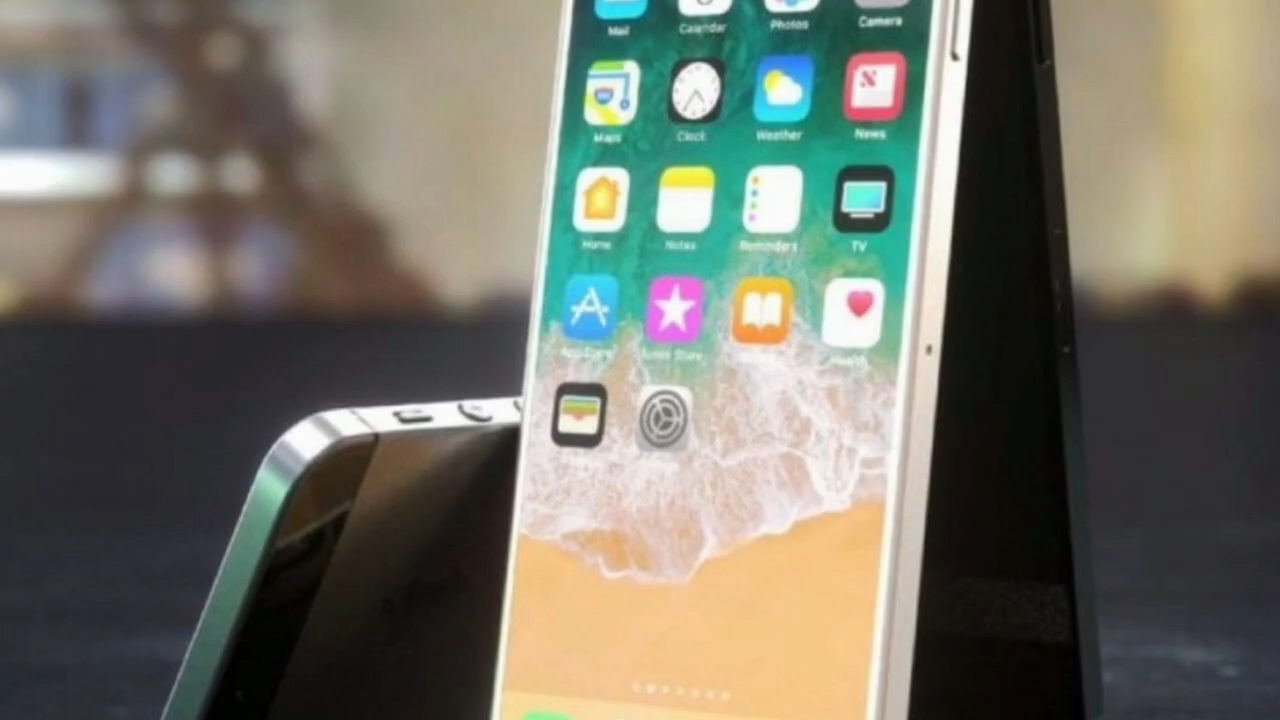 Mail Calendar Photos Camera
Maps Clock Weather News
Home Notes Reminders TV
App Store iTunes Store Health